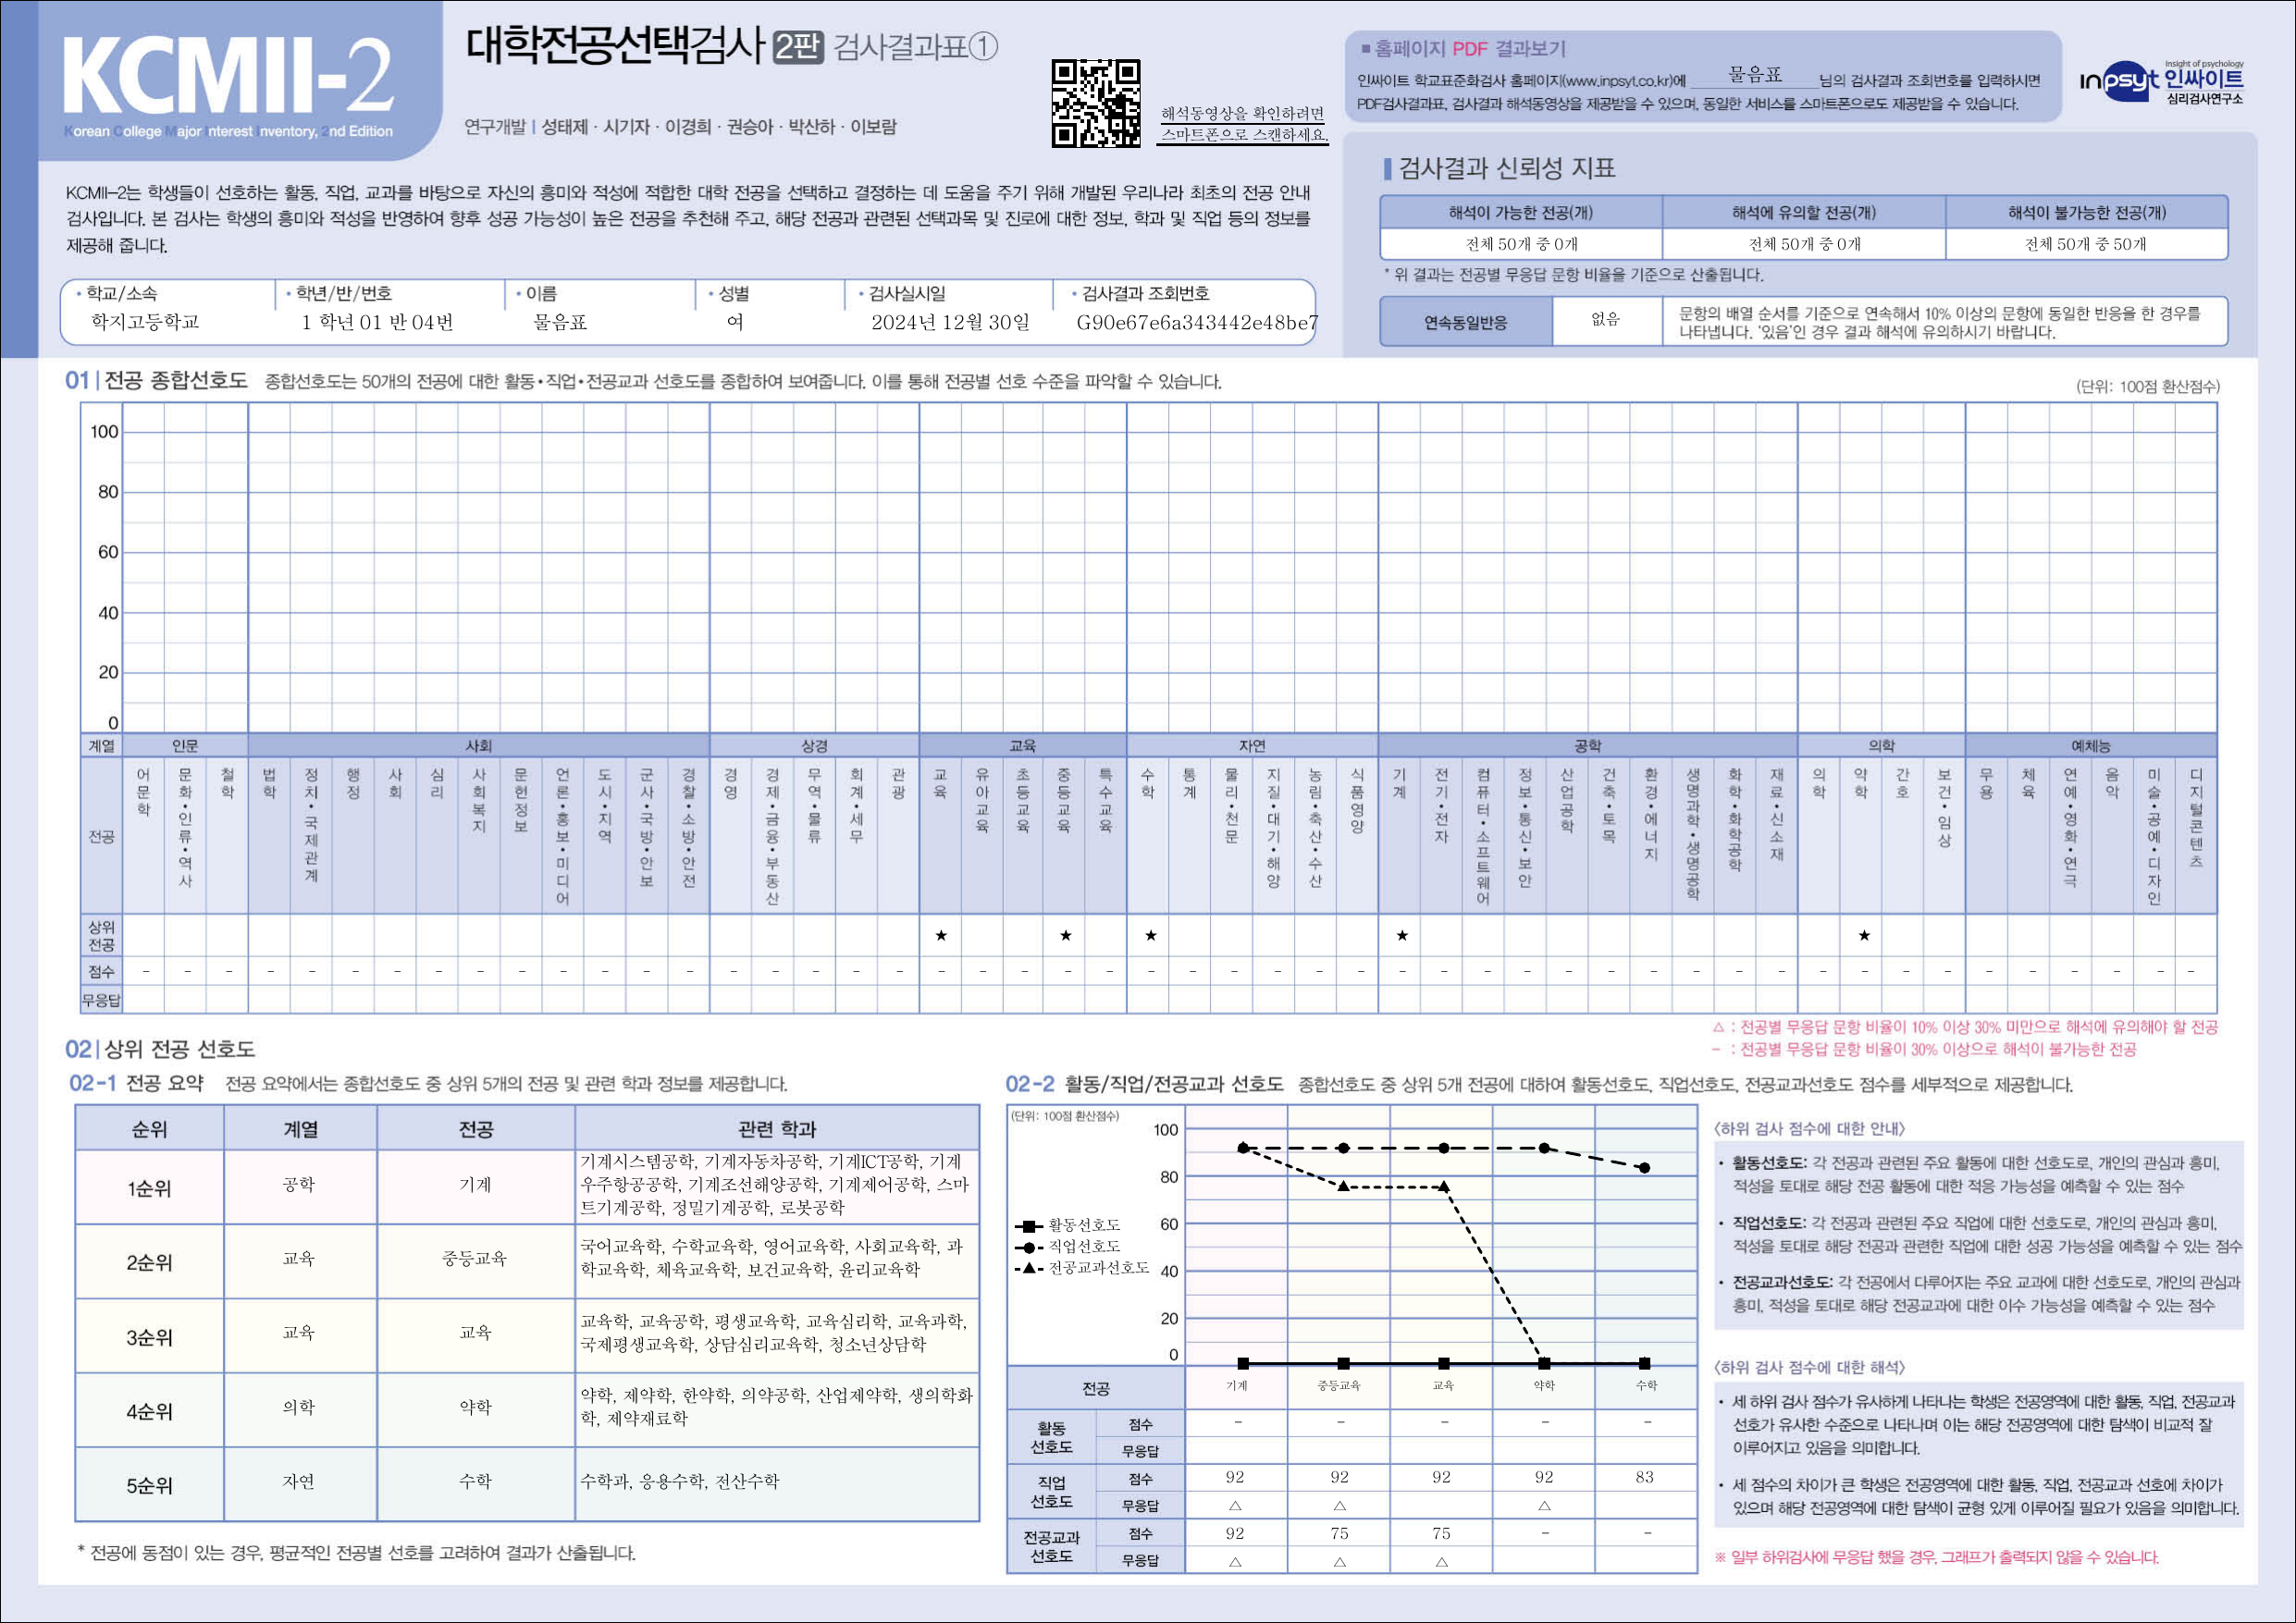 KCMII-2
Korean College Major Interest Inventory, 2nd Edition
대학전공선택검사 2판 검사결과표①
연구개발 | 성태제 · 시기자 · 이경희 · 권승아 · 박산하 · 이보람
해석동영상을 확인하려면
스마트폰으로 스캔하세요.
■ 홈페이지 PDF 결과보기
인싸이트 학교표준화검사 홈페이지(www.inpsyt.co.kr)에 물음표 님의 검사결과 조회번호를 입력하시면
PDF검사결과표, 검사결과 해석동영상을 제공받을 수 있으며, 동일한 서비스를 스마트폰으로도 제공받을 수 있습니다.
Insight of psychology
inpsyt 인싸이트
심리검사연구소
KCMII-2는 학생들이 선호하는 활동, 직업, 교과를 바탕으로 자신의 흥미와 적성에 적합한 대학 전공을 선택하고 결정하는 데 도움을 주기 위해 개발된 우리나라 최초의 전공 안내
검사입니다. 본 검사는 학생의 흥미와 적성을 반영하여 향후 성공 가능성이 높은 전공을 추천해 주고, 해당 전공과 관련된 선택과목 및 진로에 대한 정보, 학과 및 직업 등의 정보를
제공해 줍니다.
• 학교/소속 • 학년/반/번호 • 이름 • 성별 • 검사실시일 • 검사결과 조회번호
학지고등학교 1 학년 01 반 04번 물음표 여 2024년 12월 30일 G90e67e6a343442e48be7
검사결과 신뢰성 지표
해석이 가능한 전공(개) 해석에 유의할 전공(개) 해석이 불가능한 전공(개)
전체 50개 중 0개 전체 50개 중 0개 전체 50개 중 50개
* 위 결과는 전공별 무응답 문항 비율을 기준으로 산출됩니다.
연속동일반응 없음 문항의 배열 순서를 기준으로 연속해서 10% 이상의 문항에 동일한 반응을 한 경우를
나타냅니다. '있음'인 경우 결과 해석에 유의하시기 바랍니다.
01 | 전공 종합선호도 종합선호도는 50개의 전공에 대한 활동•직업•전공교과 선호도를 종합하여 보여줍니다. 이를 통해 전공별 선호 수준을 파악할 수 있습니다.
(단위: 100점 환산점수)
100
80
60
40
20
0
계열 인문 사회 상경 교육 자연 공학 의학 예체능
전공 어문학 문화•인류•역사 철학 법학 정치•국제관계 행정 사회 심리 사회복지 문헌정보 언론•홍보•미디어 도시•지역 군사•국방•안보 경찰•소방•안전 경영 경제•금융•부동산 무역•물류 회계•세무 관광 교육 유아교육 초등교육 중등교육 특수교육 수학 통계 물리•천문 지질•대기•해양 농림•축산•수산 식품영양 기계 전기•전자 컴퓨터•소프트웨어 정보•통신•보안 산업공학 건축•토목 환경•에너지 생명과학•생명공학 화학•화학공학 재료•신소재 의학 약학 간호 보건•임상 무용 체육 연예•영화•연극 음악 미술•공예•디자인 디지털콘텐츠
상위
전공 ★ ★ ★ ★ ★
점수 – – – – – – – – – – – – – – – – – – – – – – – – – – – – – – – – – – – – – – – – – – – – – – – – – –
무응답
△ : 전공별 무응답 문항 비율이 10% 이상 30% 미만으로 해석에 유의해야 할 전공
– : 전공별 무응답 문항 비율이 30% 이상으로 해석이 불가능한 전공
02 | 상위 전공 선호도
02-1 전공 요약 전공 요약에서는 종합선호도 중 상위 5개의 전공 및 관련 학과 정보를 제공합니다.
순위 계열 전공 관련 학과
1순위 공학 기계 기계시스템공학, 기계자동차공학, 기계ICT공학, 기계
우주항공공학, 기계조선해양공학, 기계제어공학, 스마
트기계공학, 정밀기계공학, 로봇공학
2순위 교육 중등교육 국어교육학, 수학교육학, 영어교육학, 사회교육학, 과
학교육학, 체육교육학, 보건교육학, 윤리교육학
3순위 교육 교육 교육학, 교육공학, 평생교육학, 교육심리학, 교육과학,
국제평생교육학, 상담심리교육학, 청소년상담학
4순위 의학 약학 약학, 제약학, 한약학, 의약공학, 산업제약학, 생의학화
학, 제약재료학
5순위 자연 수학 수학과, 응용수학, 전산수학
* 전공에 동점이 있는 경우, 평균적인 전공별 선호를 고려하여 결과가 산출됩니다.
02-2 활동/직업/전공교과 선호도 종합선호도 중 상위 5개 전공에 대하여 활동선호도, 직업선호도, 전공교과선호도 점수를 세부적으로 제공합니다.
(단위: 100점 환산점수)
100
80
60
40
20
0
활동선호도
직업선호도
전공교과선호도
전공 기계 중등교육 교육 약학 수학
활동
선호도
점수 – – – – –
무응답
직업
선호도
점수 92 92 92 92 83
무응답 △ △ △
전공교과
선호도
점수 92 75 75 – –
무응답 △ △ △
〈하위 검사 점수에 대한 안내〉
• 활동선호도: 각 전공과 관련된 주요 활동에 대한 선호도로, 개인의 관심과 흥미,
적성을 토대로 해당 전공 활동에 대한 적응 가능성을 예측할 수 있는 점수
• 직업선호도: 각 전공과 관련된 주요 직업에 대한 선호도로, 개인의 관심과 흥미,
적성을 토대로 해당 전공과 관련한 직업에 대한 성공 가능성을 예측할 수 있는 점수
• 전공교과선호도: 각 전공에서 다루어지는 주요 교과에 대한 선호도로, 개인의 관심과
흥미, 적성을 토대로 해당 전공교과에 대한 이수 가능성을 예측할 수 있는 점수
〈하위 검사 점수에 대한 해석〉
• 세 하위 검사 점수가 유사하게 나타나는 학생은 전공영역에 대한 활동, 직업, 전공교과
선호가 유사한 수준으로 나타나며 이는 해당 전공영역에 대한 탐색이 비교적 잘
이루어지고 있음을 의미합니다.
• 세 점수의 차이가 큰 학생은 전공영역에 대한 활동, 직업, 전공교과 선호에 차이가
있으며 해당 전공영역에 대한 탐색이 균형 있게 이루어질 필요가 있음을 의미합니다.
※ 일부 하위검사에 무응답 했을 경우, 그래프가 출력되지 않을 수 있습니다.